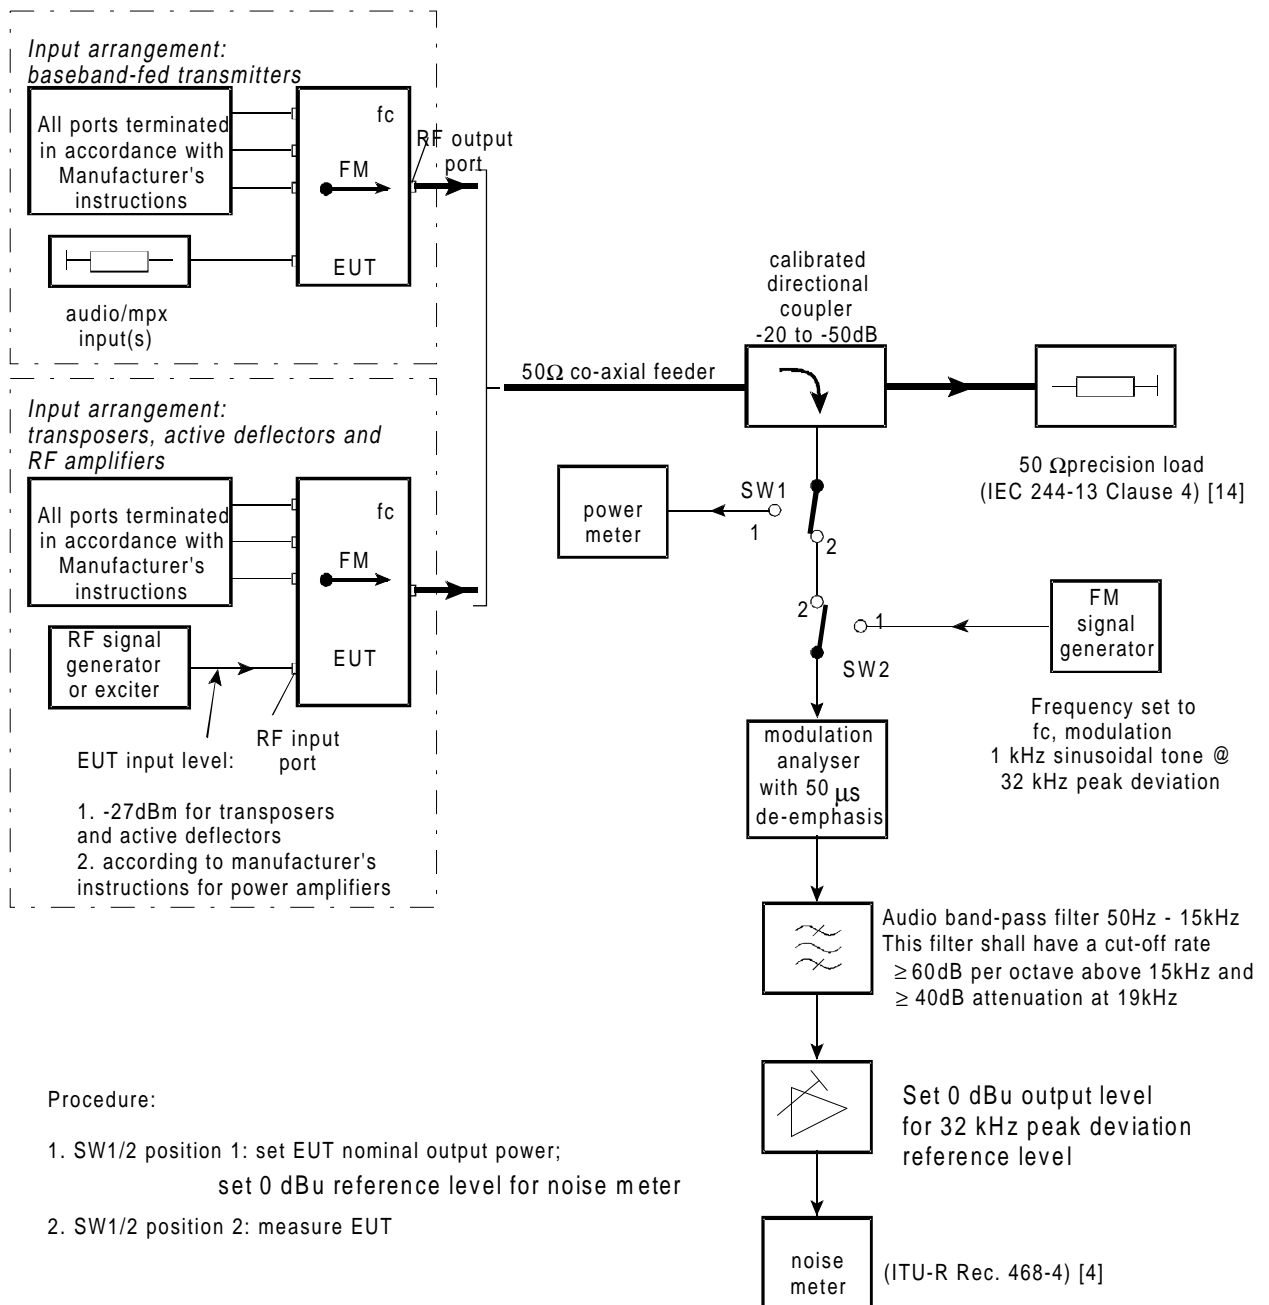 Input arrangement:
baseband-fed transmitters
All ports terminated
in accordance with
Manufacturer's
instructions
fc
FM
EUT
RF output
port
audio/mpx
input(s)
Input arrangement:
transposers, active deflectors and
RF amplifiers
All ports terminated
in accordance with
Manufacturer's
instructions
fc
FM
EUT
RF signal
generator
or exciter
RF input
port
EUT input level:
1. -27dBm for transposers
and active deflectors
2. according to manufacturer's
instructions for power amplifiers
50Ω co-axial feeder
calibrated
directional
coupler
-20 to -50dB
50 Ωprecision load
(IEC 244-13 Clause 4) [14]
power
meter
SW1
1
2
2
1
SW2
FM
signal
generator
Frequency set to
fc, modulation
1 kHz sinusoidal tone @
32 kHz peak deviation
modulation
analyser
with 50 μs
de-emphasis
Audio band-pass filter 50Hz - 15kHz
This filter shall have a cut-off rate
≥ 60dB per octave above 15kHz and
≥ 40dB attenuation at 19kHz
Set 0 dBu output level
for 32 kHz peak deviation
reference level
noise
meter
(ITU-R Rec. 468-4) [4]
Procedure:
1. SW1/2 position 1: set EUT nominal output power;
set 0 dBu reference level for noise meter
2. SW1/2 position 2: measure EUT